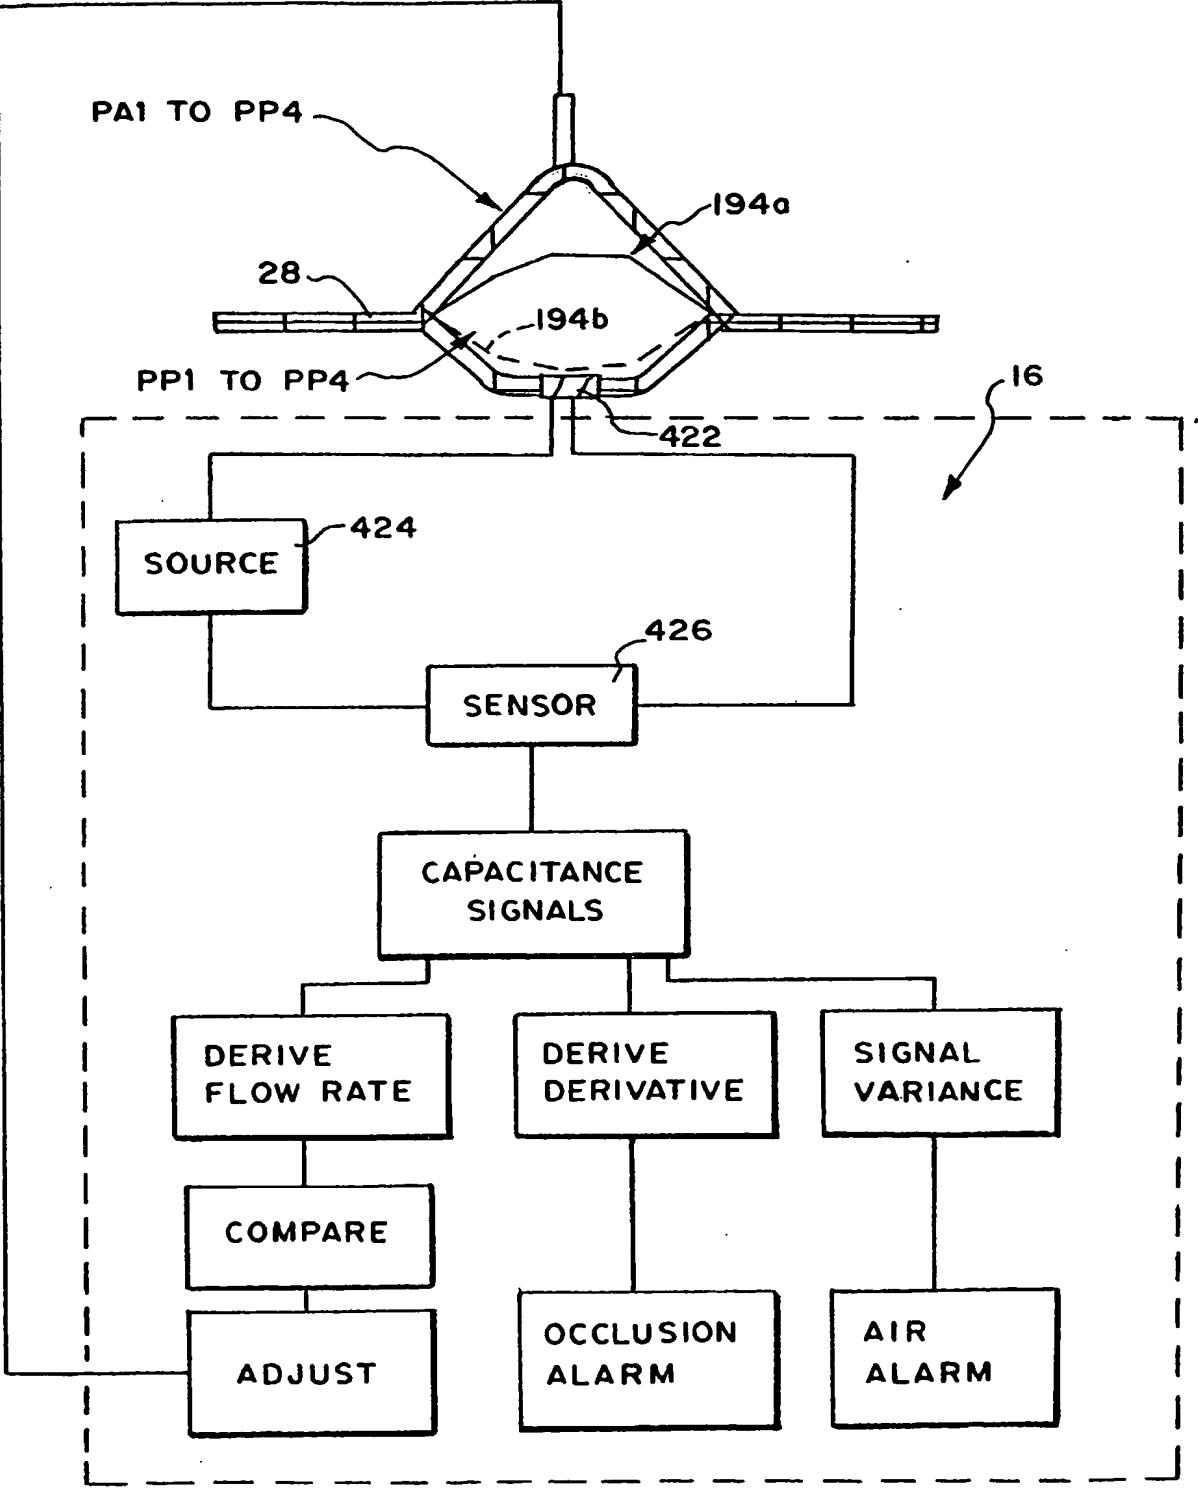 PA1 TO PP4
194a
28
194b
PP1 TO PP4
16
422
424
SOURCE
426
SENSOR
CAPACITANCE
SIGNALS
DERIVE
FLOW RATE
DERIVE
DERIVATIVE
SIGNAL
VARIANCE
COMPARE
ADJUST
OCCLUSION
ALARM
AIR
ALARM